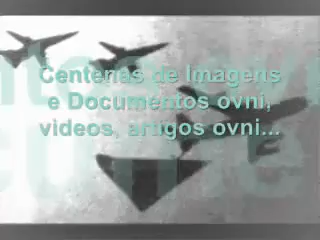 Centenas de Imagens
e Documentos ovni,
videos, artigos ovni...